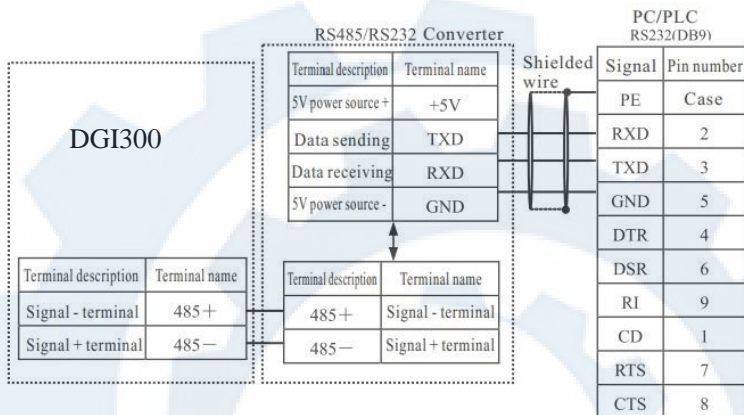 PC/PLC
RS232(DB9)
RS485/RS232 Converter
Shielded
wire
Terminal description Terminal name
5V power source + +5V
Data sending TXD
Data receiving RXD
5V power source - GND
DGI300
Terminal description Terminal name
Signal - terminal 485+
Signal + terminal 485-
Terminal description Terminal name
485+ Signal - terminal
485- Signal + terminal
Signal Pin number
PE Case
RXD 2
TXD 3
GND 5
DTR 4
DSR 6
RI 9
CD 1
RTS 7
CTS 8